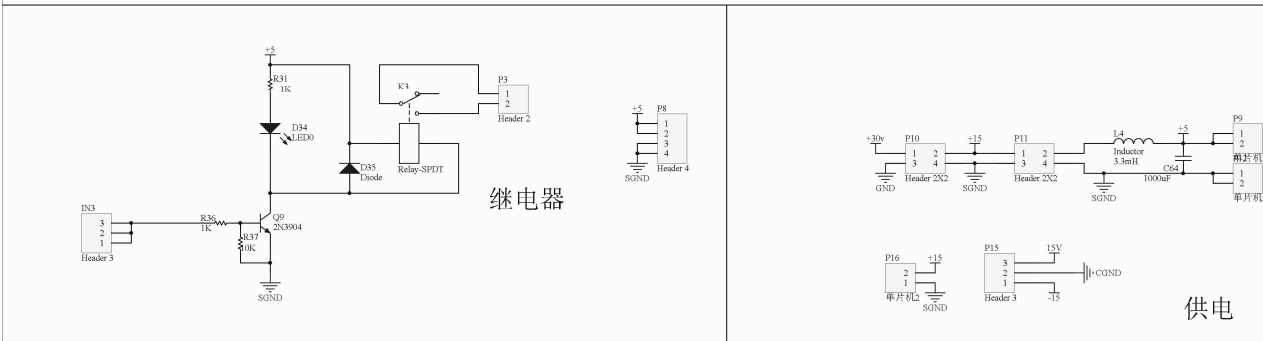 +5
R31
1K
D34
LED0
K3
P3
1
2
Header 2
D35
Diode
Relay-SPDT
继电器
IN3
3
2
1
Header 3
R36
1K
R37
10K
Q9
2N3904
SGND
+5
P8
1
2
3
4
Header 4
SGND
+30v
P10
1 2
3 4
Header 2X2
GND
+15
SGND
P11
1 2
3 4
Header 2X2
L4
Inductor
3.3mH
SGND
+5
C64
1000uF
P9
1
2
1
2
单片机
P16
2
1
单片机2
+15
SGND
P15
3
2
1
Header 3
15V
CGND
-15
供电